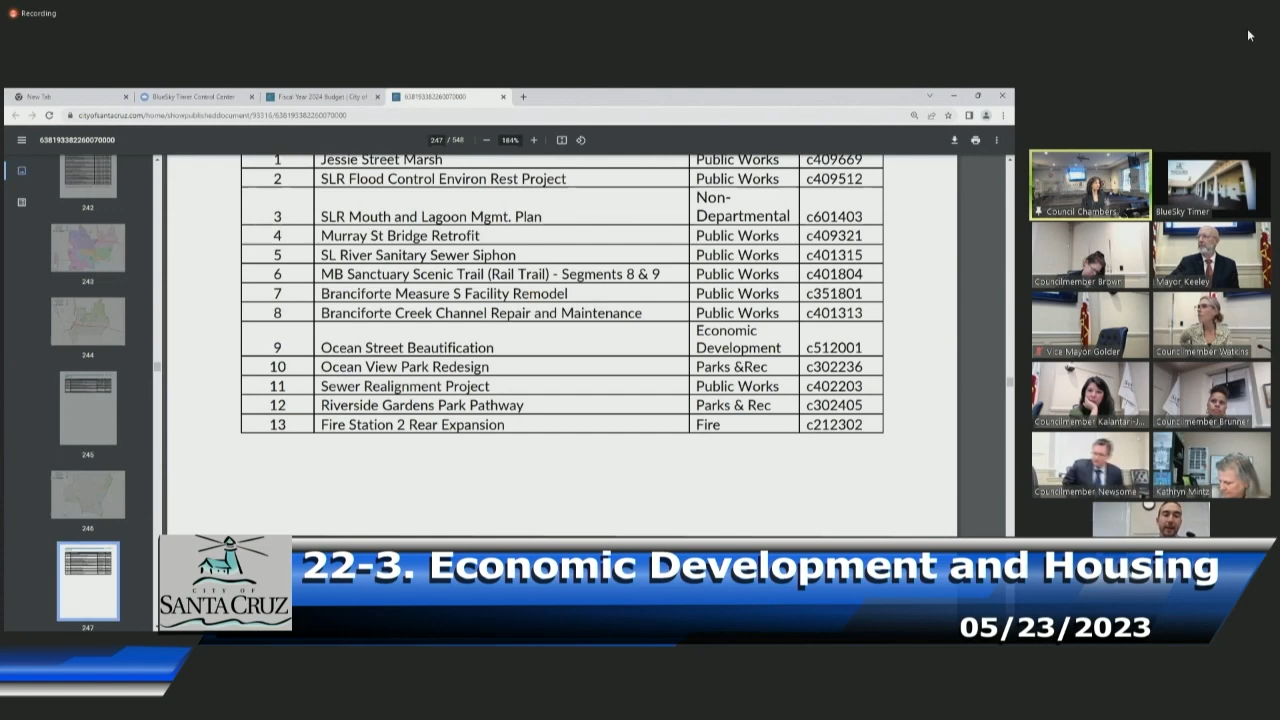 Recording
New Tab
BlueSky Timer Control Center
Fiscal Year 2024 Budget | City of
638193382260070000
cityofsantacruz.com/home/showpublisheddocument/93316/638193382260070000
638193382260070000
247 / 548
184%
242
243
244
245
246
247
1 Jessie Street Marsh Public Works c409669
2 SLR Flood Control Environ Rest Project Public Works c409512
3 SLR Mouth and Lagoon Mgmt. Plan Non-Departmental c601403
4 Murray St Bridge Retrofit Public Works c409321
5 SL River Sanitary Sewer Siphon Public Works c401315
6 MB Sanctuary Scenic Trail (Rail Trail) - Segments 8 & 9 Public Works c401804
7 Branciforte Measure S Facility Remodel Public Works c351801
8 Branciforte Creek Channel Repair and Maintenance Public Works c401313
9 Ocean Street Beautification Economic Development c512001
10 Ocean View Park Redesign Parks &Rec c302236
11 Sewer Realignment Project Public Works c402203
12 Riverside Gardens Park Pathway Parks & Rec c302405
13 Fire Station 2 Rear Expansion Fire c212302
Council Chambers
BlueSky Timer
Councilmember Brown
Mayor Keeley
Vice Mayor Golder
Councilmember Watkins
Councilmember Kalantari-J...
Councilmember Brunner
Councilmember Newsome
Kathryn Mintz
CITY OF
SANTA CRUZ
22-3. Economic Development and Housing
05/23/2023